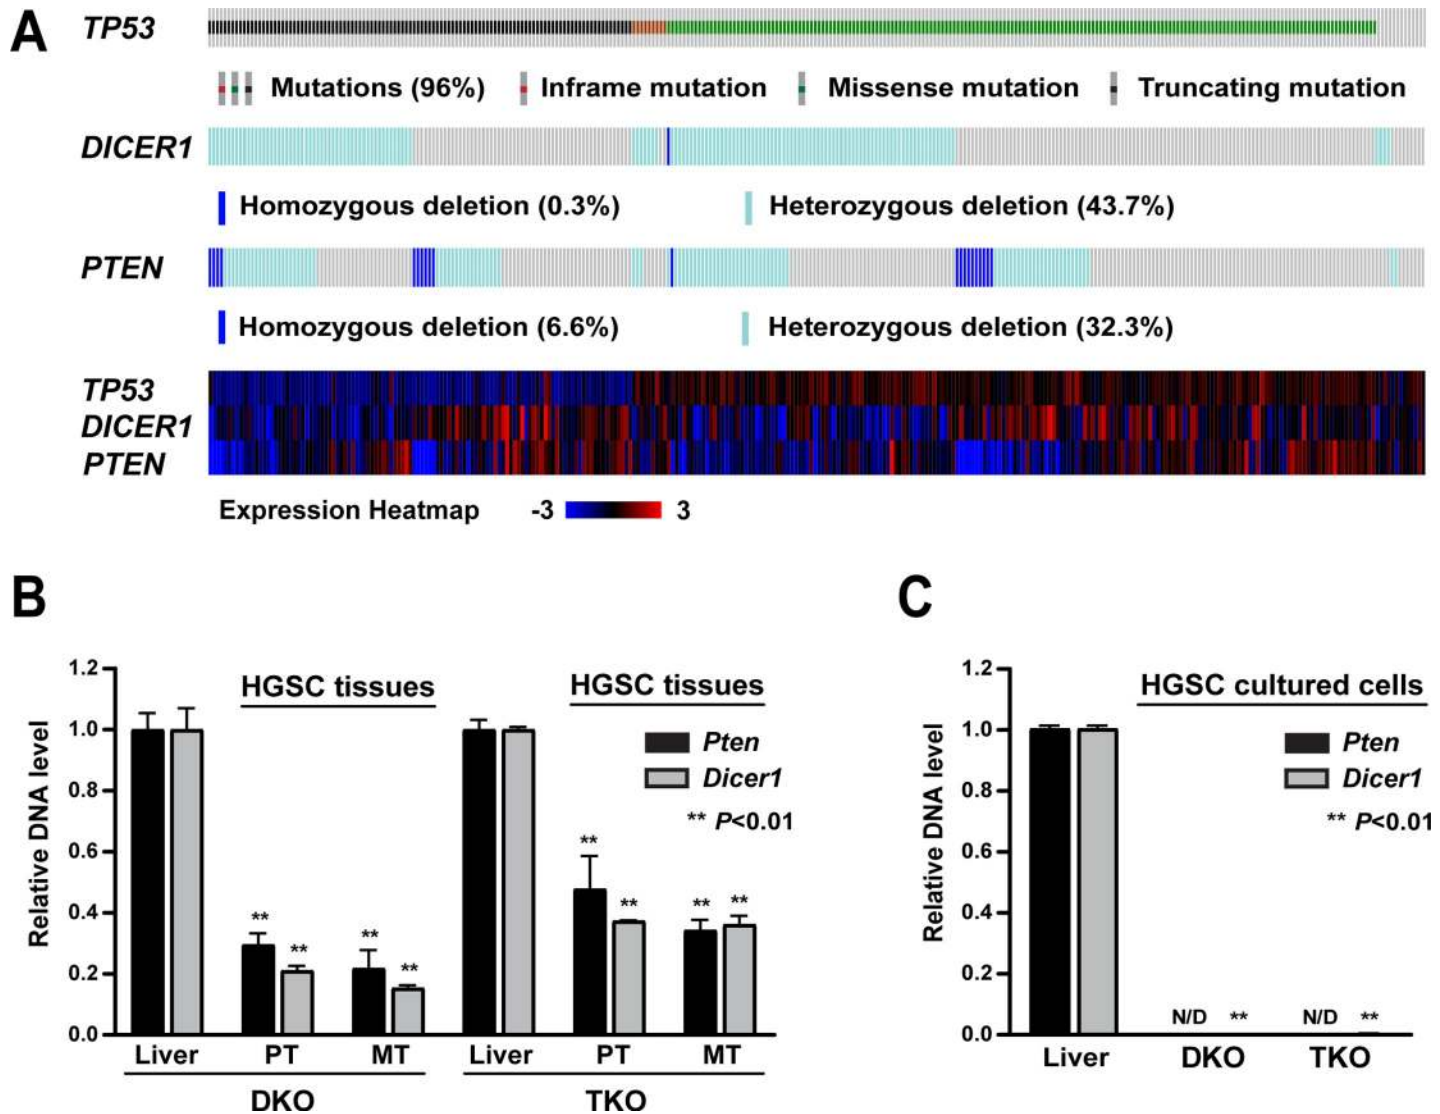 A
TP53
Mutations (96%) Inframe mutation Missense mutation Truncating mutation
DICER1
Homozygous deletion (0.3%) Heterozygous deletion (43.7%)
PTEN
Homozygous deletion (6.6%) Heterozygous deletion (32.3%)
TP53
DICER1
PTEN
Expression Heatmap -3 3
B
Relative DNA level
1.2
1.0
0.8
0.6
0.4
0.2
0.0
HGSC tissues
HGSC tissues
Pten
Dicer1
** P<0.01
** ** ** ** ** ** ** **
Liver PT MT Liver PT MT
DKO TKO
C
Relative DNA level
1.2
1.0
0.8
0.6
0.4
0.2
0.0
HGSC cultured cells
Pten
Dicer1
** P<0.01
N/D ** N/D **
Liver DKO TKO